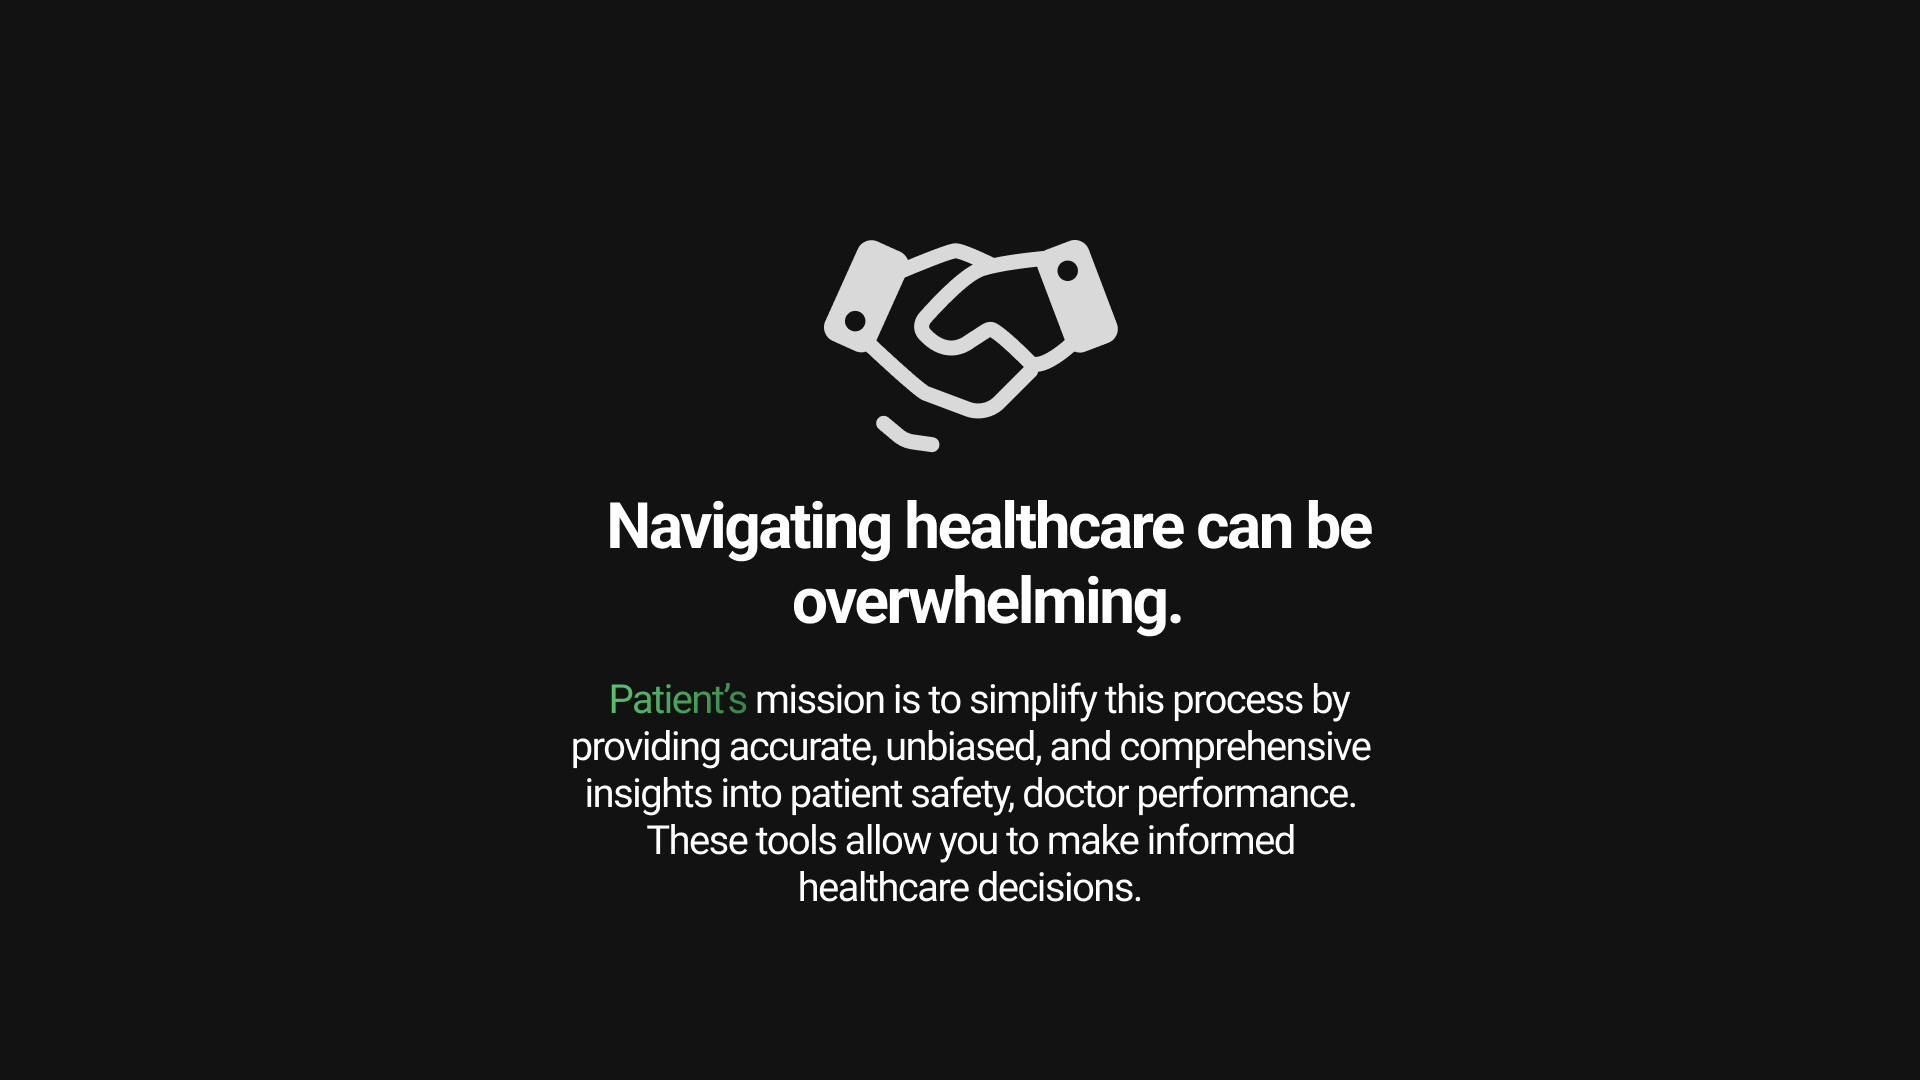 Navigating healthcare can be
overwhelming.
Patient’s mission is to simplify this process by
providing accurate, unbiased, and comprehensive
insights into patient safety, doctor performance.
These tools allow you to make informed
healthcare decisions.